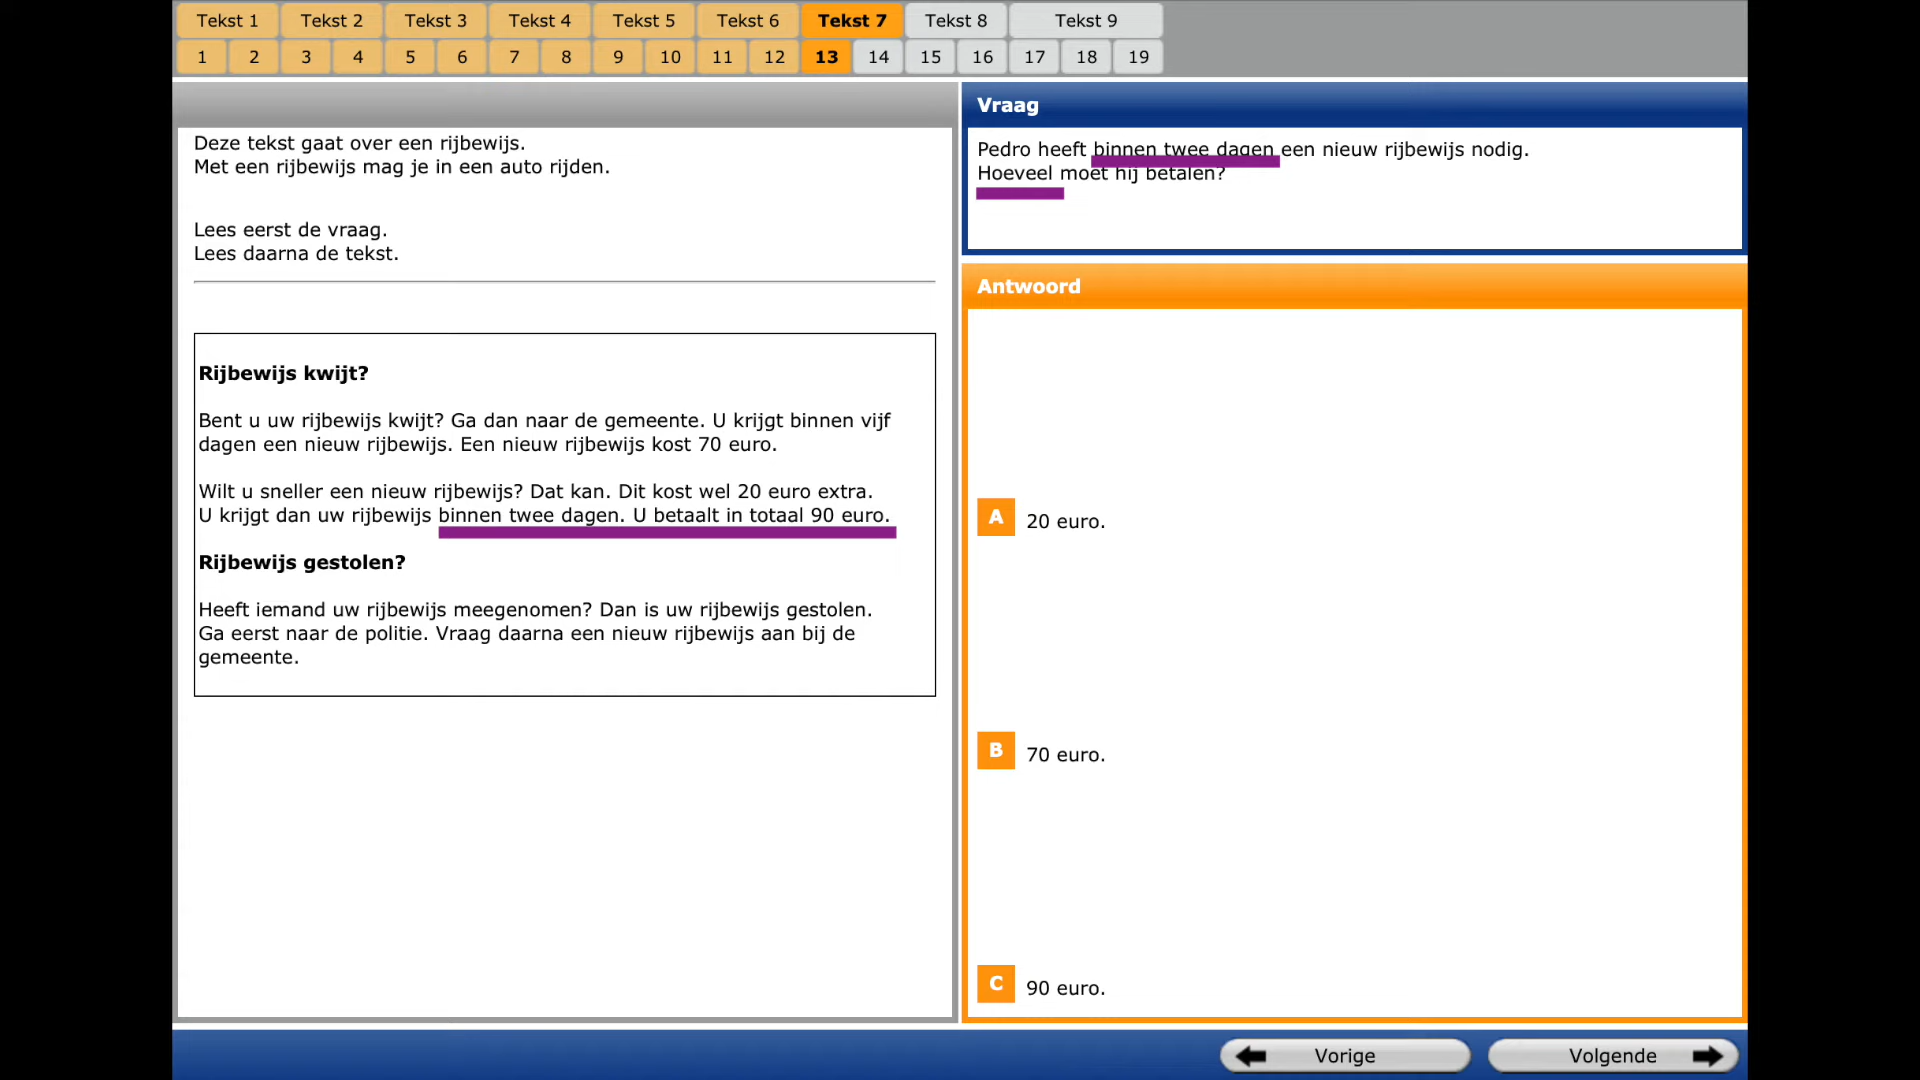 Tekst 1 Tekst 2 Tekst 3 Tekst 4 Tekst 5 Tekst 6 Tekst 7 Tekst 8 Tekst 9
1 2 3 4 5 6 7 8 9 10 11 12 13 14 15 16 17 18 19
Deze tekst gaat over een rijbewijs.
Met een rijbewijs mag je in een auto rijden.
Lees eerst de vraag.
Lees daarna de tekst.
Rijbewijs kwijt?
Bent u uw rijbewijs kwijt? Ga dan naar de gemeente. U krijgt binnen vijf
dagen een nieuw rijbewijs. Een nieuw rijbewijs kost 70 euro.
Wilt u sneller een nieuw rijbewijs? Dat kan. Dit kost wel 20 euro extra.
U krijgt dan uw rijbewijs binnen twee dagen. U betaalt in totaal 90 euro.
Rijbewijs gestolen?
Heeft iemand uw rijbewijs meegenomen? Dan is uw rijbewijs gestolen.
Ga eerst naar de politie. Vraag daarna een nieuw rijbewijs aan bij de
gemeente.
Vraag
Pedro heeft binnen twee dagen een nieuw rijbewijs nodig.
Hoeveel moet hij betalen?
Antwoord
A 20 euro.
B 70 euro.
C 90 euro.
Vorige
Volgende